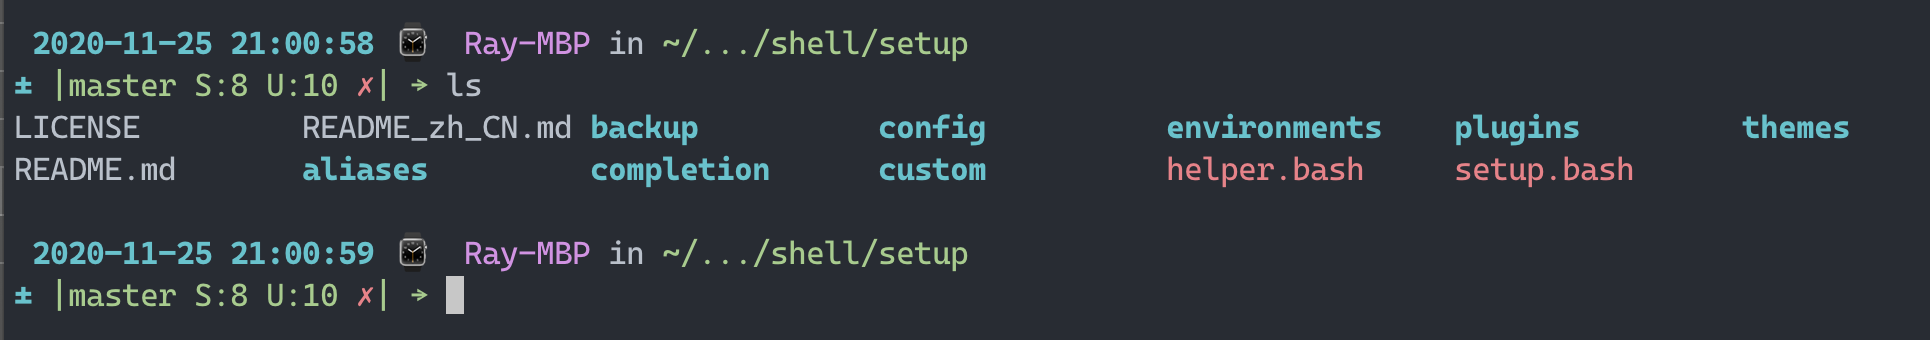 2020-11-25 21:00:58 ⌚ Ray-MBP in ~/.../shell/setup
± |master S:8 U:10 ✗| → ls
LICENSE README_zh_CN.md backup config environments plugins themes
README.md aliases completion custom helper.bash setup.bash
2020-11-25 21:00:59 ⌚ Ray-MBP in ~/.../shell/setup
± |master S:8 U:10 ✗| →